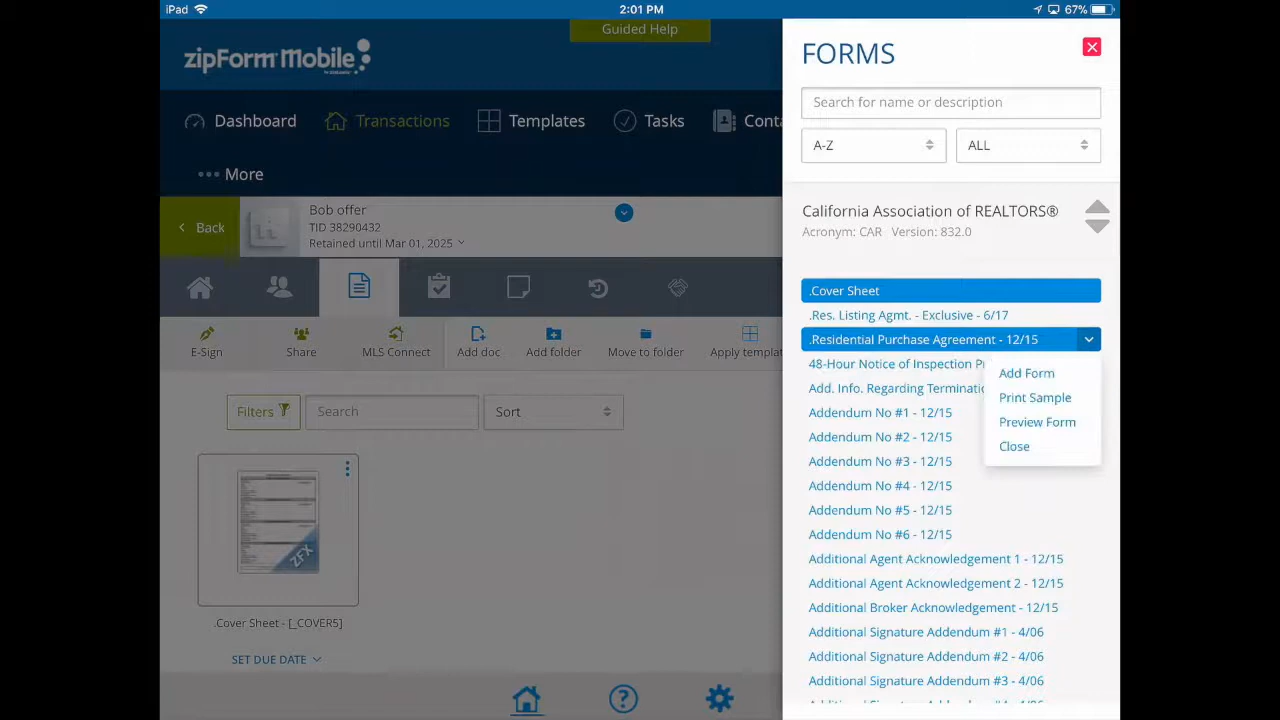 iPad
2:01 PM
67%
Guided Help
zipForm Mobile
Dashboard
Transactions
Templates
Tasks
Conta
More
Back
Bob offer
TID 38290432
Retained until Mar 01, 2025
E-Sign
Share
MLS Connect
Add doc
Add folder
Move to folder
Apply templat
Filters
Search
Sort
ZFX
.Cover Sheet - [_COVER5]
SET DUE DATE
FORMS
Search for name or description
A-Z
ALL
California Association of REALTORS®
Acronym: CAR Version: 832.0
.Cover Sheet
.Res. Listing Agmt. - Exclusive - 6/17
.Residential Purchase Agreement - 12/15
48-Hour Notice of Inspection P
Add. Info. Regarding Terminatio
Add Form
Print Sample
Preview Form
Close
Addendum No #1 - 12/15
Addendum No #2 - 12/15
Addendum No #3 - 12/15
Addendum No #4 - 12/15
Addendum No #5 - 12/15
Addendum No #6 - 12/15
Additional Agent Acknowledgement 1 - 12/15
Additional Agent Acknowledgement 2 - 12/15
Additional Broker Acknowledgement - 12/15
Additional Signature Addendum #1 - 4/06
Additional Signature Addendum #2 - 4/06
Additional Signature Addendum #3 - 4/06